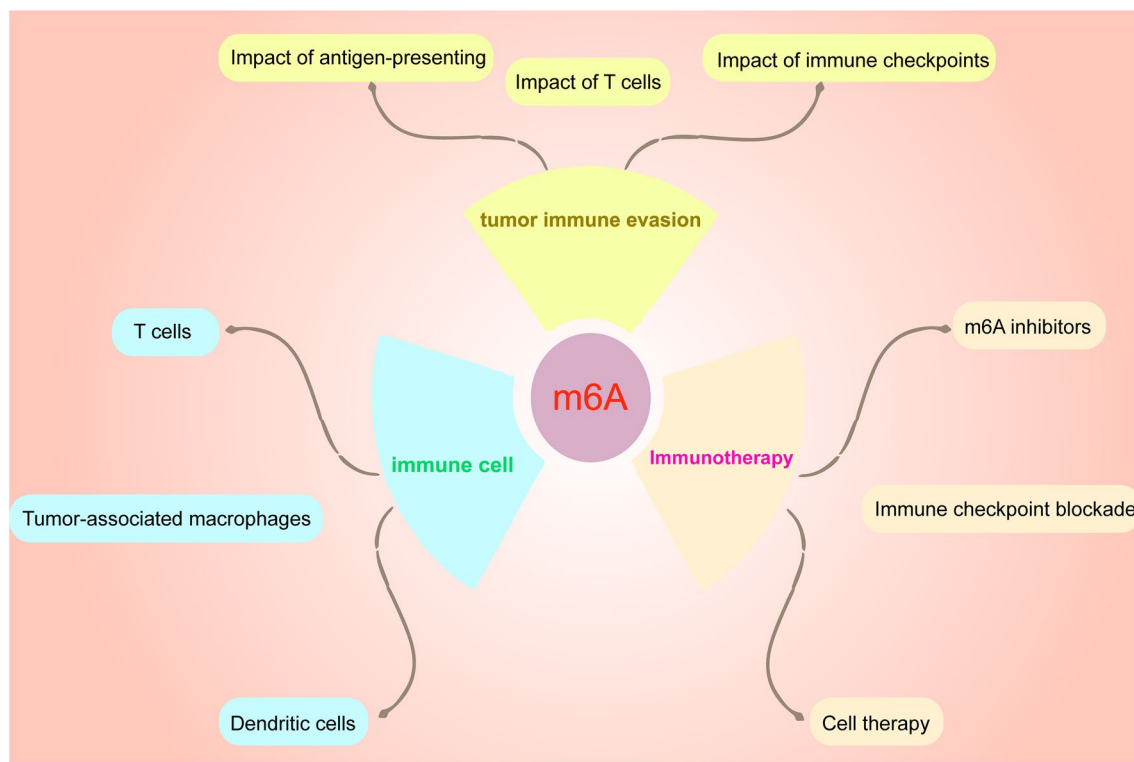 Impact of antigen-presenting
Impact of T cells
Impact of immune checkpoints
tumor immune evasion
T cells
m6A inhibitors
m6A
immune cell
Immunotherapy
Tumor-associated macrophages
Immune checkpoint blockade
Dendritic cells
Cell therapy